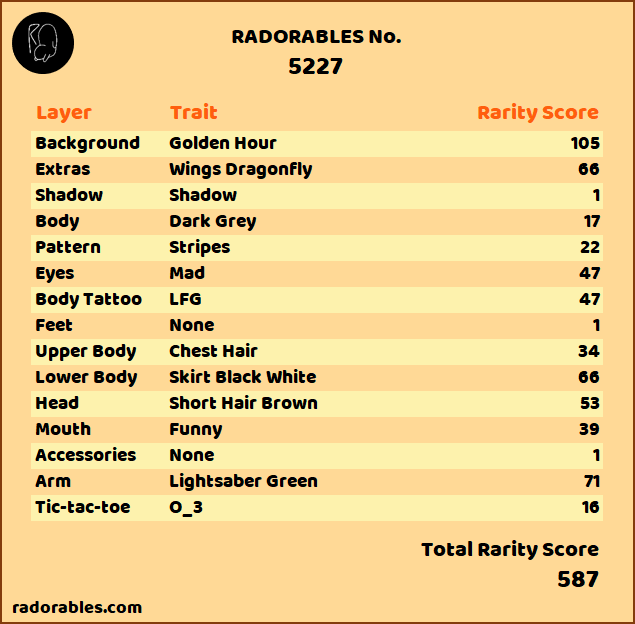 RADORABLES No.
5227
Layer Trait Rarity Score
Background Golden Hour 105
Extras Wings Dragonfly 66
Shadow Shadow 1
Body Dark Grey 17
Pattern Stripes 22
Eyes Mad 47
Body Tattoo LFG 47
Feet None 1
Upper Body Chest Hair 34
Lower Body Skirt Black White 66
Head Short Hair Brown 53
Mouth Funny 39
Accessories None 1
Arm Lightsaber Green 71
Tic-tac-toe O_3 16
Total Rarity Score
587
radorables.com